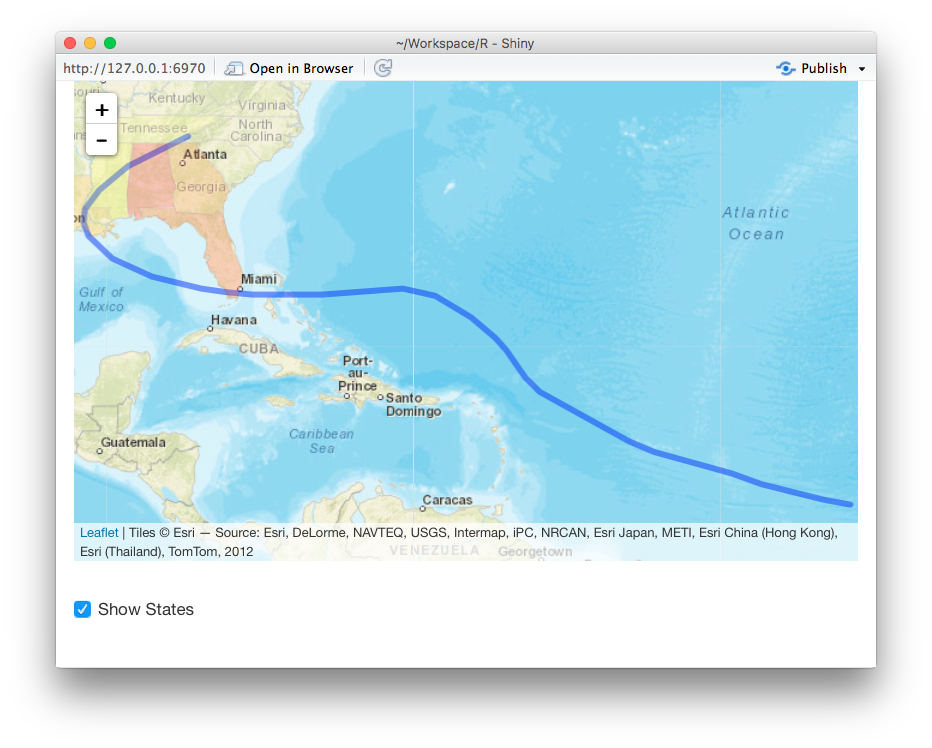 ~/Workspace/R - Shiny
http://127.0.0.1:6970
Open in Browser
Publish
+
−
Kentucky
Virginia
Tennessee
North
Carolina
Atlanta
Georgia
Atlantic
Ocean
Miami
Gulf of
Mexico
Havana
CUBA
Port-
au-
Prince
Santo
Domingo
Caribbean
Sea
Guatemala
Caracas
VENEZUELA
Georgetown
Leaflet | Tiles © Esri — Source: Esri, DeLorme, NAVTEQ, USGS, Intermap, iPC, NRCAN, Esri Japan, METI, Esri China (Hong Kong),
Esri (Thailand), TomTom, 2012
Show States